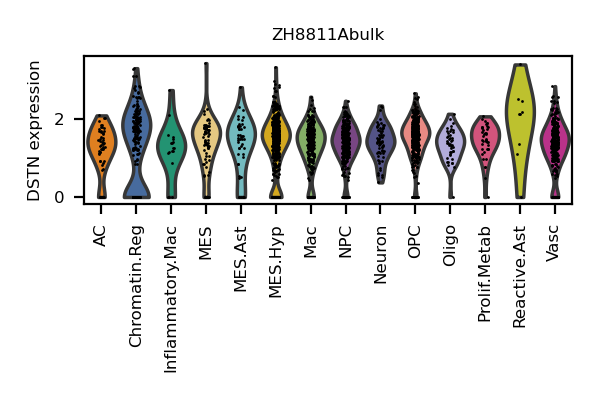 ZH8811Abulk
DSTN expression
2
0
AC
Chromatin.Reg
Inflammatory.Mac
MES
MES.Ast
MES.Hyp
Mac
NPC
Neuron
OPC
Oligo
Prolif.Metab
Reactive.Ast
Vasc